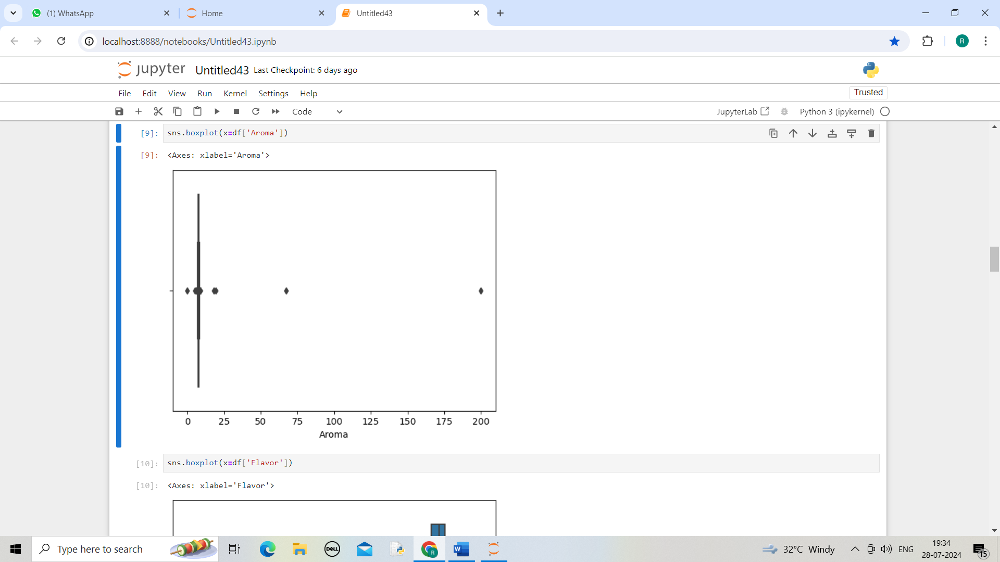 (1) WhatsApp
Home
Untitled43
localhost:8888/notebooks/Untitled43.ipynb
R
jupyter Untitled43 Last Checkpoint: 6 days ago
File Edit View Run Kernel Settings Help
Trusted
Code
JupyterLab
Python 3 (ipykernel)
[9]: sns.boxplot(x=df['Aroma'])
[9]: <Axes: xlabel='Aroma'>
0 25 50 75 100 125 150 175 200
Aroma
[10]: sns.boxplot(x=df['Flavor'])
[10]: <Axes: xlabel='Flavor'>
Type here to search
DELL
R
W
32°C Windy
ENG
19:34
28-07-2024
15